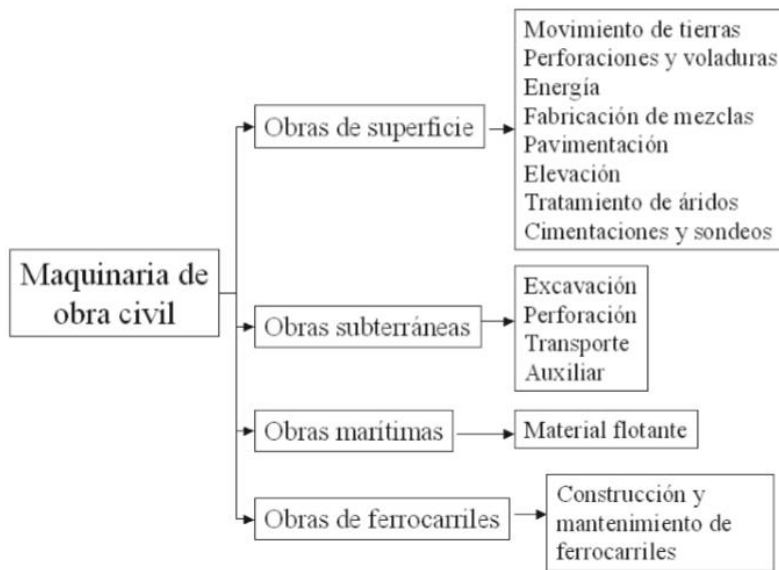 Maquinaria de
obra civil
Obras de superficie
Movimiento de tierras
Perforaciones y voladuras
Energía
Fabricación de mezclas
Pavimentación
Elevación
Tratamiento de áridos
Cimentaciones y sondeos
Obras subterráneas
Excavación
Perforación
Transporte
Auxiliar
Obras marítimas
Material flotante
Obras de ferrocarriles
Construcción y
mantenimiento de
ferrocarriles